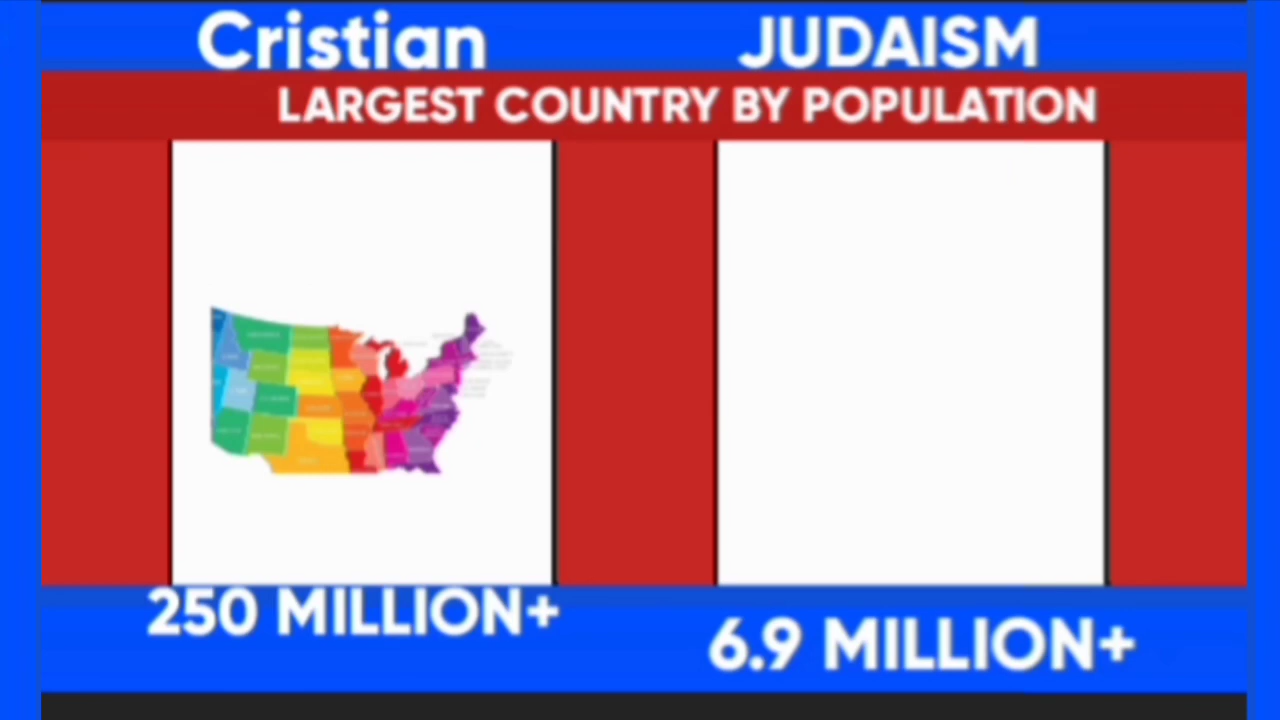 Cristian
JUDAISM
LARGEST COUNTRY BY POPULATION
250 MILLION+
6.9 MILLION+